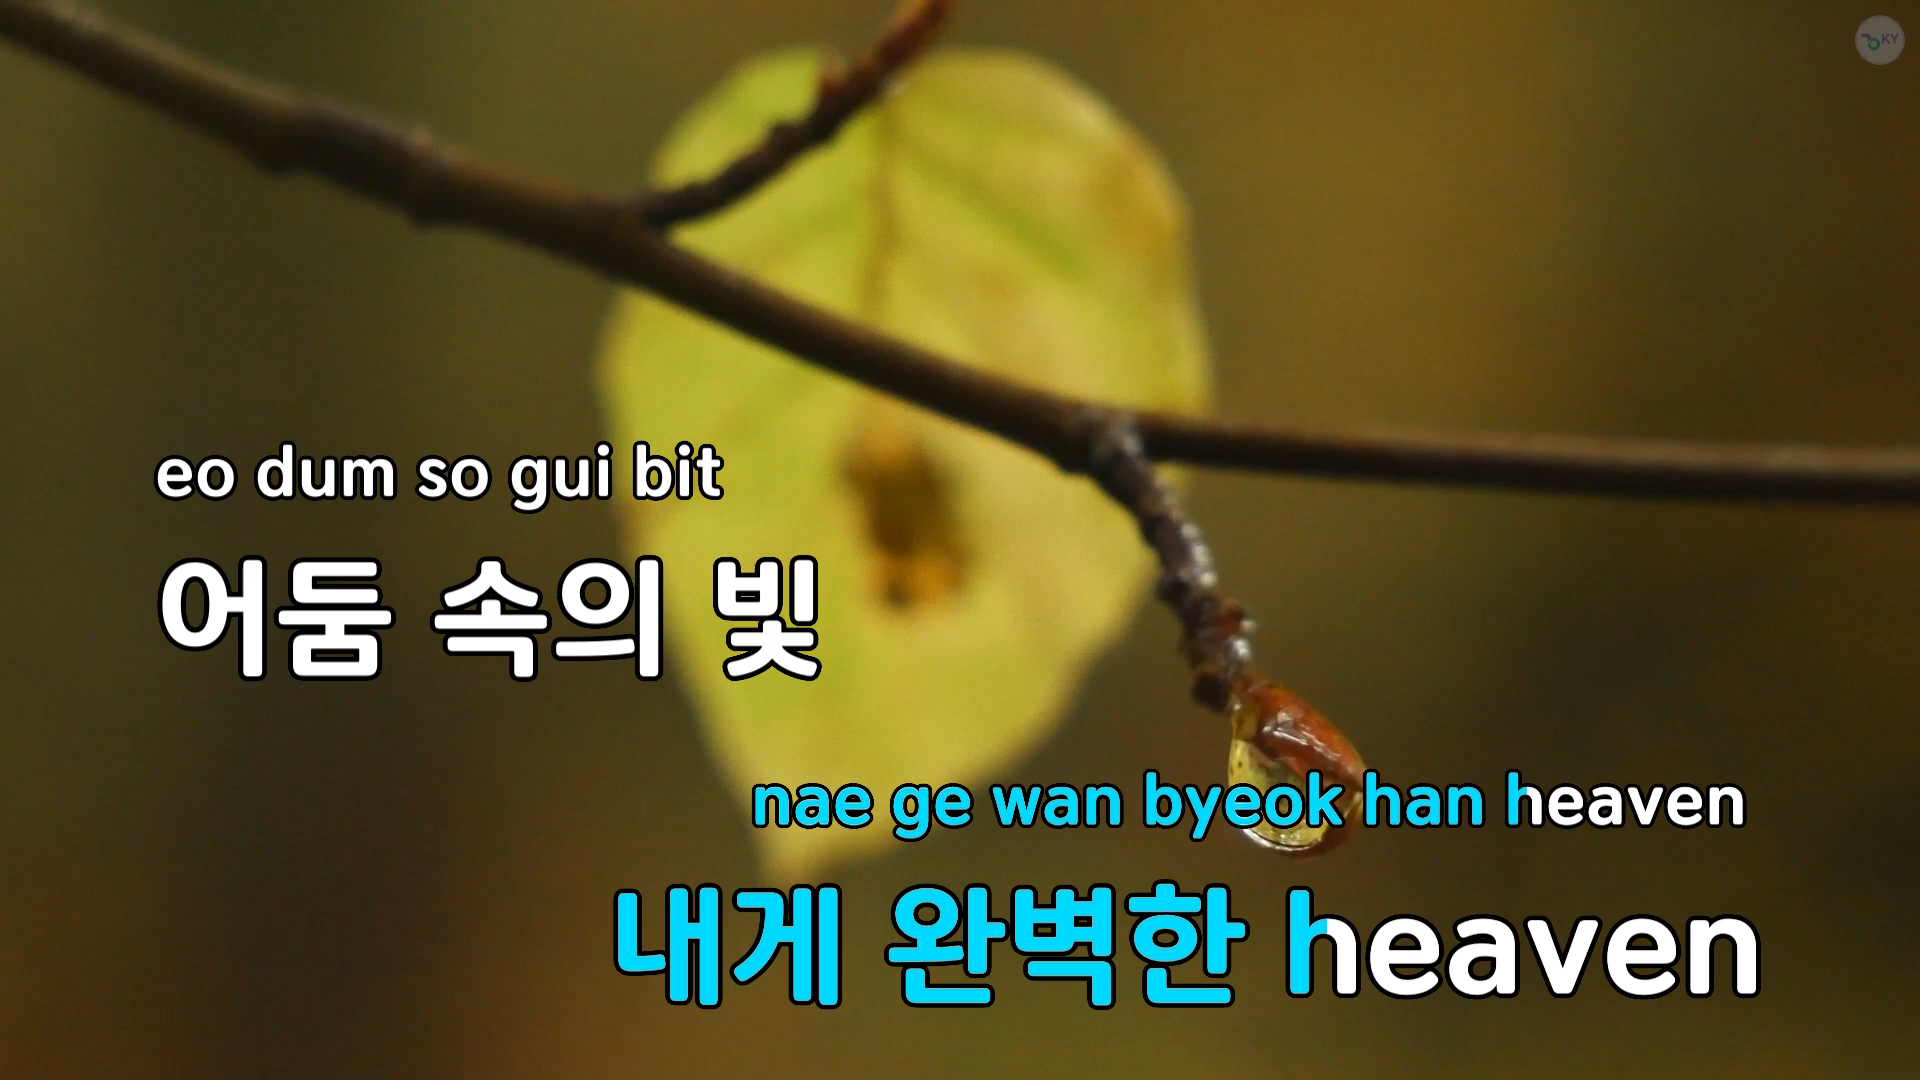 KY
eo dum so gui bit
어둠 속의 빛
nae ge wan byeok han heaven
내게 완벽한 heaven